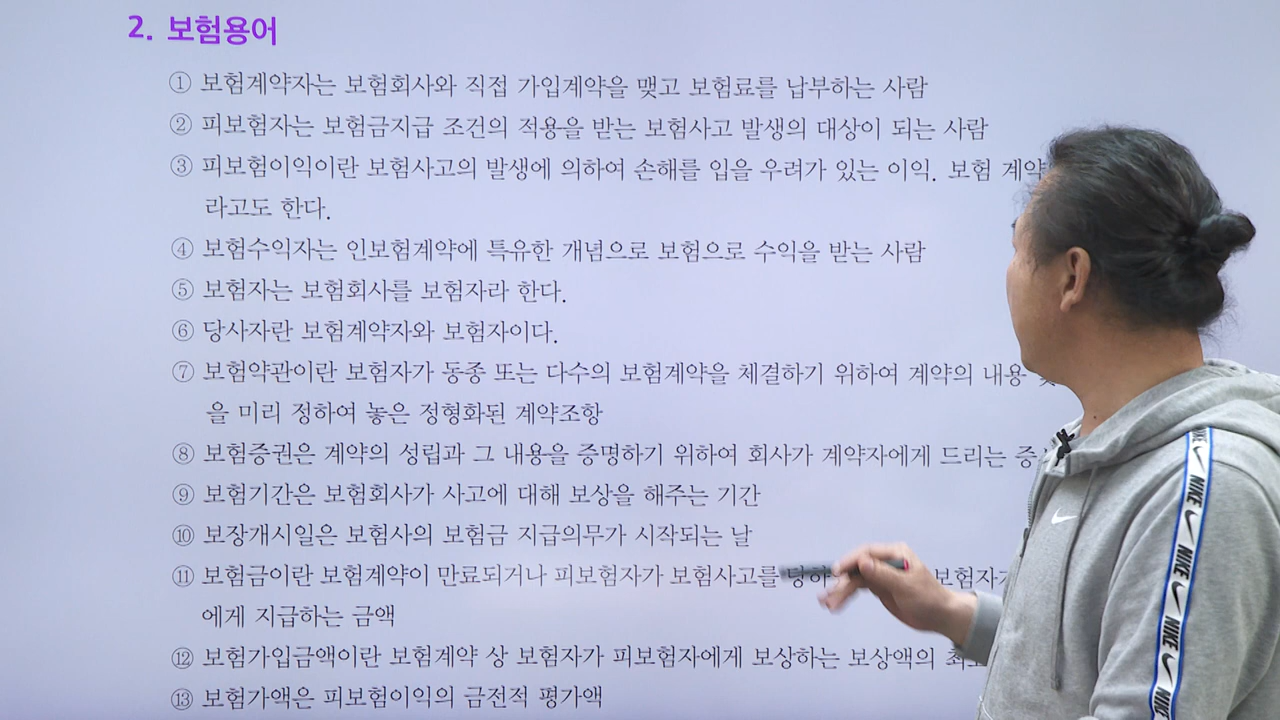 2. 보험용어
① 보험계약자는 보험회사와 직접 가입계약을 맺고 보험료를 납부하는 사람
② 피보험자는 보험금지급 조건의 적용을 받는 보험사고 발생의 대상이 되는 사람
③ 피보험이익이란 보험사고의 발생에 의하여 손해를 입을 우려가 있는 이익. 보험 계약
라고도 한다.
④ 보험수익자는 인보험계약에 특유한 개념으로 보험으로 수익을 받는 사람
⑤ 보험자는 보험회사를 보험자라 한다.
⑥ 당사자란 보험계약자와 보험자이다.
⑦ 보험약관이란 보험자가 동종 또는 다수의 보험계약을 체결하기 위하여 계약의 내용
을 미리 정하여 놓은 정형화된 계약조항
⑧ 보험증권은 계약의 성립과 그 내용을 증명하기 위하여 회사가 계약자에게 드리는
⑨ 보험기간은 보험회사가 사고에 대해 보상을 해주는 기간
⑩ 보장개시일은 보험사의 보험금 지급의무가 시작되는 날
⑪ 보험금이란 보험계약이 만료되거나 피보험자가 보험사고를
에게 지급하는 금액
⑫ 보험가입금액이란 보험계약 상 보험자가 피보험자에게 보상하는 보상액의
⑬ 보험가액은 피보험이익의 금전적 평가액
NIKE
NIKE
NIKE
NIKE